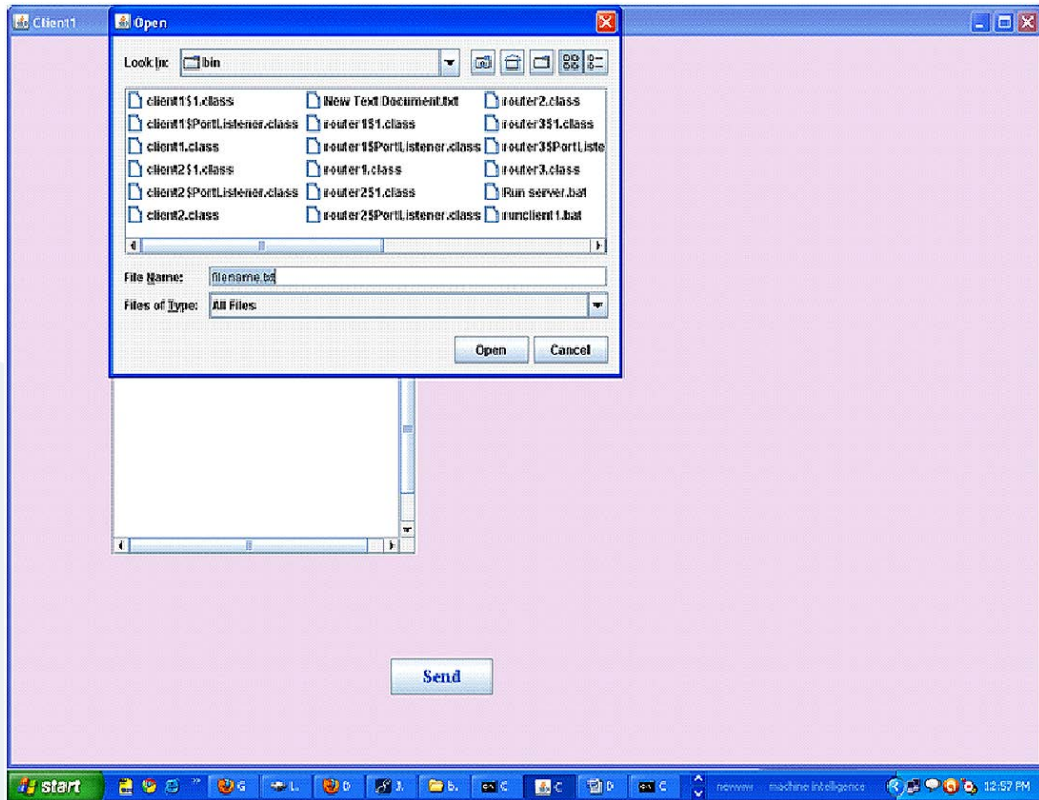 Client1
Open
Look In: bin
client1$1.class
client1$PortListener.class
client1.class
client2$1.class
client2$PortListener.class
client2.class
New Text Document.txt
router1$1.class
router1$PortListener.class
router1.class
router2$1.class
router2$PortListener.class
router2.class
router3$1.class
router3$PortListe
router3.class
Run server.bat
runclient1.bat
File Name: filename.txt
Files of Type: All Files
Open Cancel
Send
start G L. D J. b. C C D C newww machine intelligence 12:57 PM